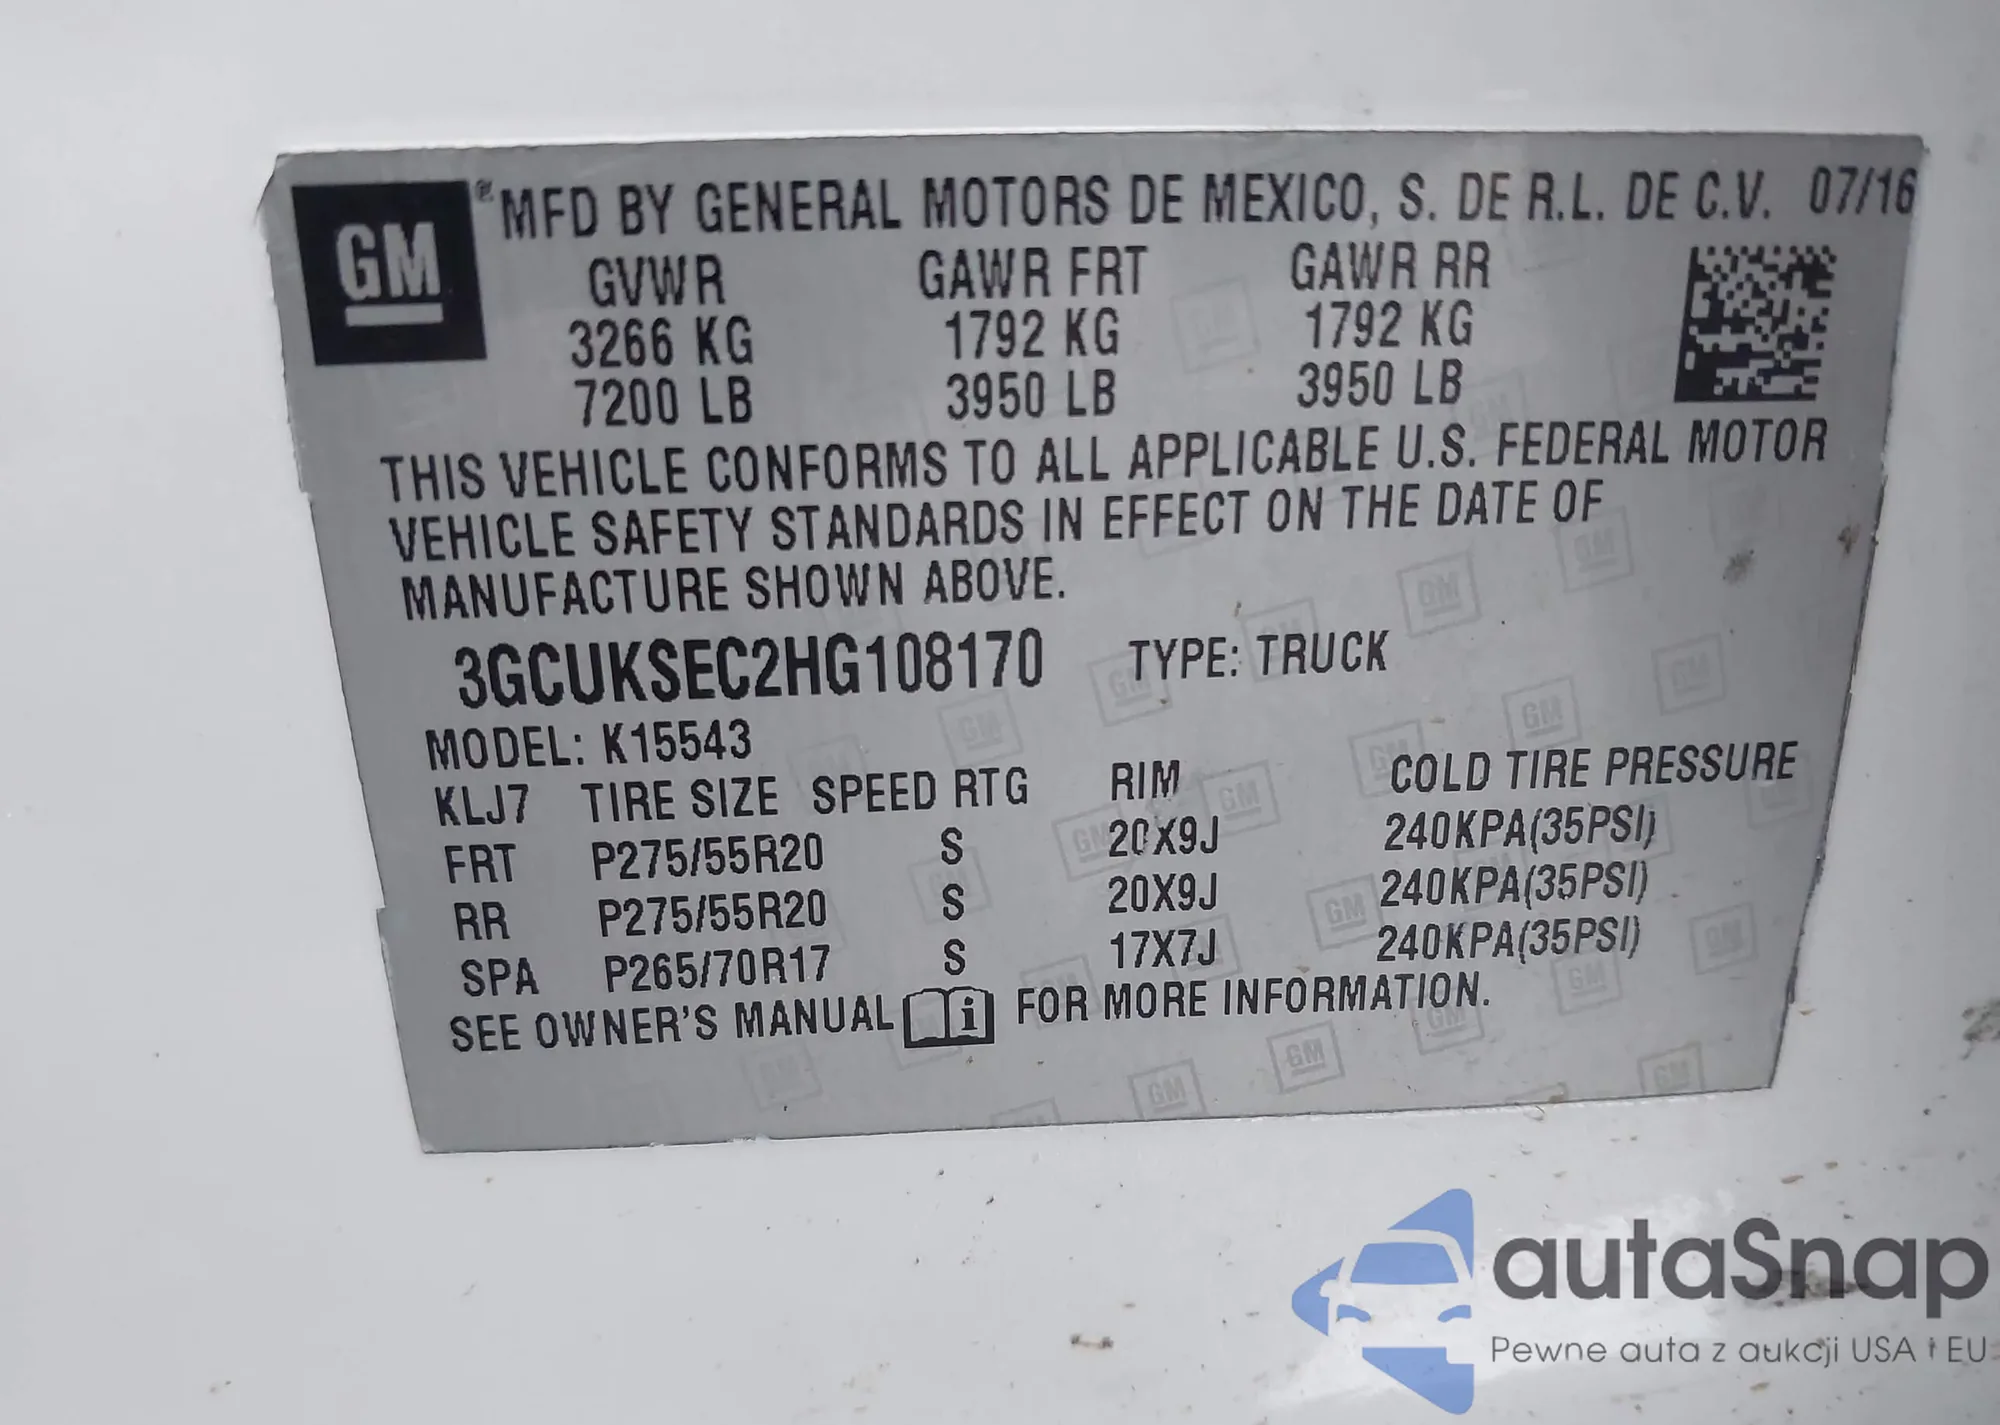 GM ® MFD BY GENERAL MOTORS DE MEXICO, S. DE R.L. DE C.V. 07/16
GVWR GAWR FRT GAWR RR
3266 KG 1792 KG 1792 KG
7200 LB 3950 LB 3950 LB
THIS VEHICLE CONFORMS TO ALL APPLICABLE U.S. FEDERAL MOTOR
VEHICLE SAFETY STANDARDS IN EFFECT ON THE DATE OF
MANUFACTURE SHOWN ABOVE.
3GCUKSEC2HG108170 TYPE: TRUCK
MODEL: K15543
KLJ7 TIRE SIZE SPEED RTG RIM COLD TIRE PRESSURE
FRT P275/55R20 S 20X9J 240KPA(35PSI)
RR P275/55R20 S 20X9J 240KPA(35PSI)
SPA P265/70R17 S 17X7J 240KPA(35PSI)
SEE OWNER'S MANUAL i FOR MORE INFORMATION.
autaSnap
Pewne auta z aukcji USA i EU